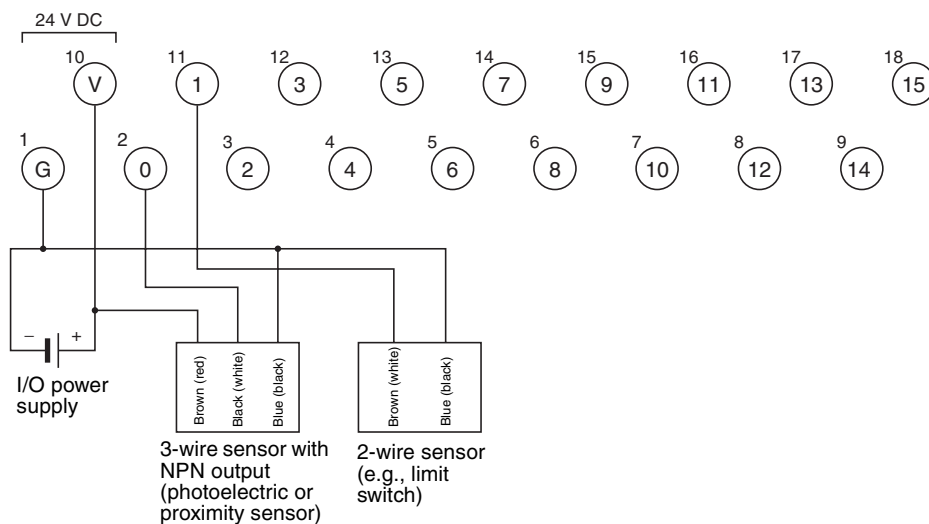 24 V DC
10 11 12 13 14 15 16 17 18
V 1 3 5 7 9 11 13 15
1 2 3 4 5 6 7 8 9
G 0 2 4 6 8 10 12 14
− +
I/O power
supply
Brown (red)
Black (white)
Blue (black)
Brown (white)
Blue (black)
3-wire sensor with
NPN output
(photoelectric or
proximity sensor)
2-wire sensor
(e.g., limit
switch)